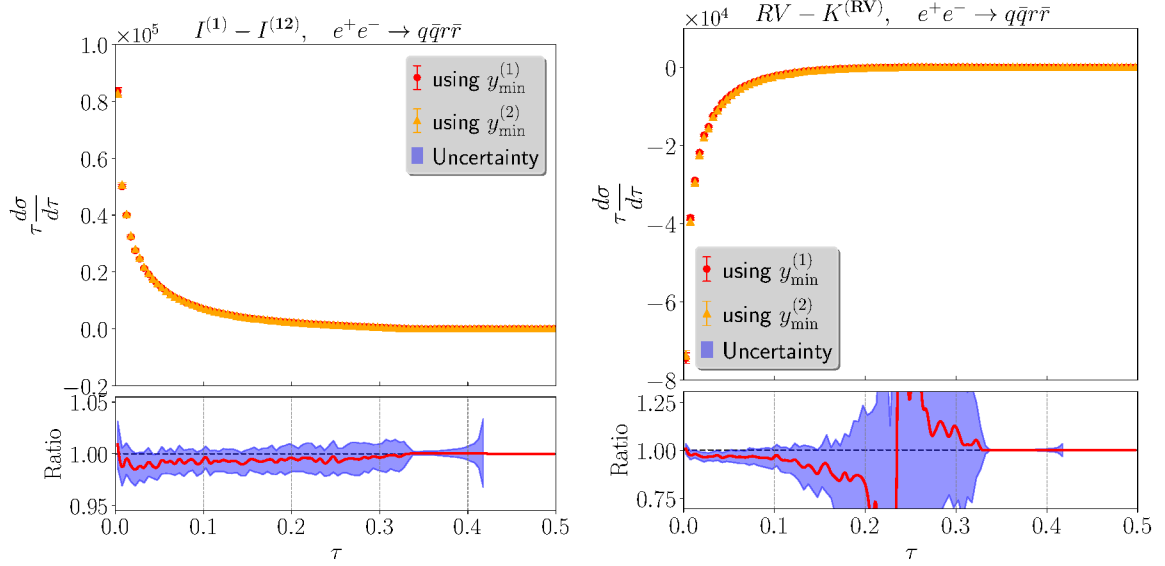 ×10⁵ I⁽¹⁾ − I⁽¹²⁾, e⁺e⁻ → qq̄rr̄
1.0
0.8
0.6
0.4
0.2
0.0
−0.2
τ dσ/dτ
using y_min^(1)
using y_min^(2)
Uncertainty
1.05
1.00
0.95
Ratio
0.0 0.1 0.2 0.3 0.4 0.5
τ
×10⁴ RV − K⁽ᴿⱽ⁾, e⁺e⁻ → qq̄rr̄
0
−2
−4
−6
−8
τ dσ/dτ
using y_min^(1)
using y_min^(2)
Uncertainty
1.25
1.00
0.75
Ratio
0.0 0.1 0.2 0.3 0.4 0.5
τ